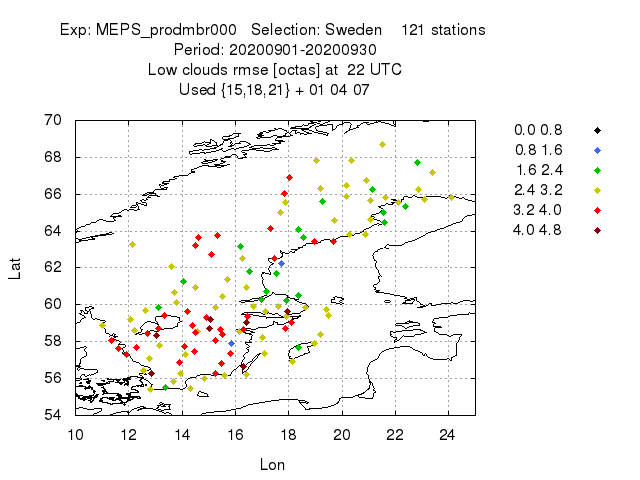 Exp: MEPS_prodmbr000 Selection: Sweden 121 stations
Period: 20200901-20200930
Low clouds rmse [octas] at 22 UTC
Used {15,18,21} + 01 04 07
70
68
66
64
62
60
58
56
54
Lat
10 12 14 16 18 20 22 24
Lon
0.0 0.8
0.8 1.6
1.6 2.4
2.4 3.2
3.2 4.0
4.0 4.8